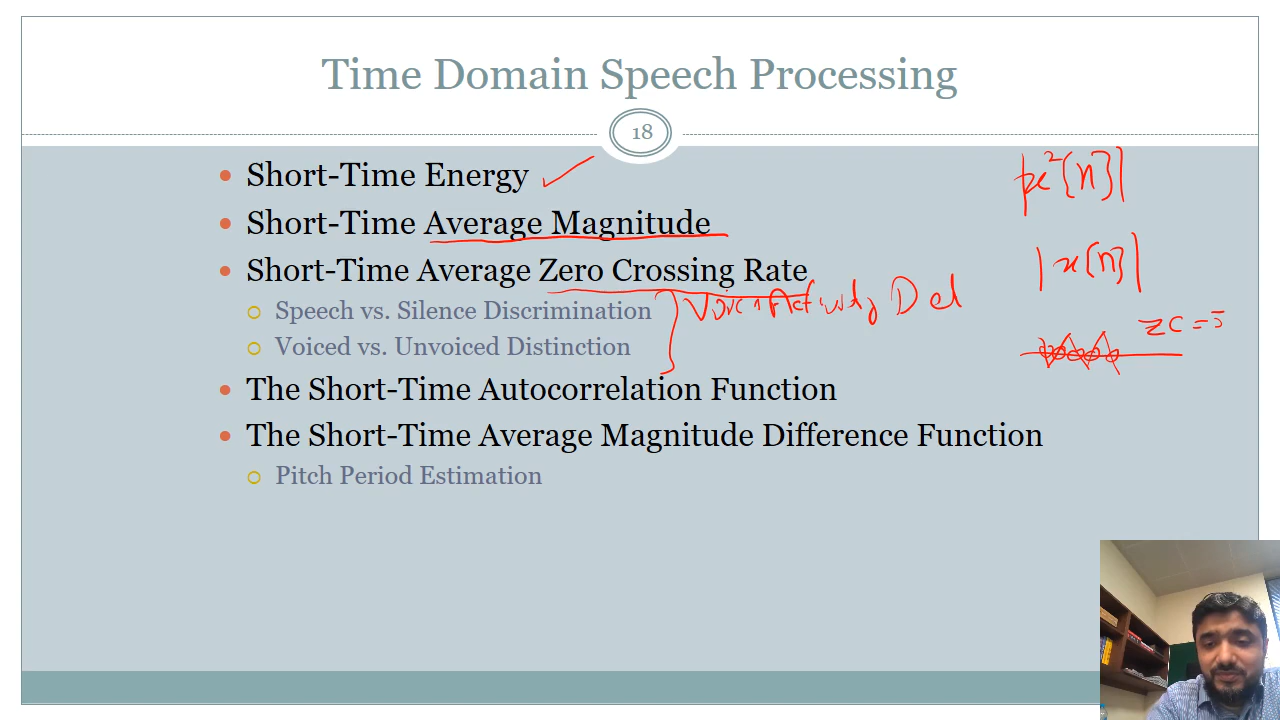 Time Domain Speech Processing
18
Short-Time Energy
|x²[n]|
Short-Time Average Magnitude
|x[n]|
Short-Time Average Zero Crossing Rate
Speech vs. Silence Discrimination
Activity Det
ZC = 5
Voiced vs. Unvoiced Distinction
The Short-Time Autocorrelation Function
The Short-Time Average Magnitude Difference Function
Pitch Period Estimation